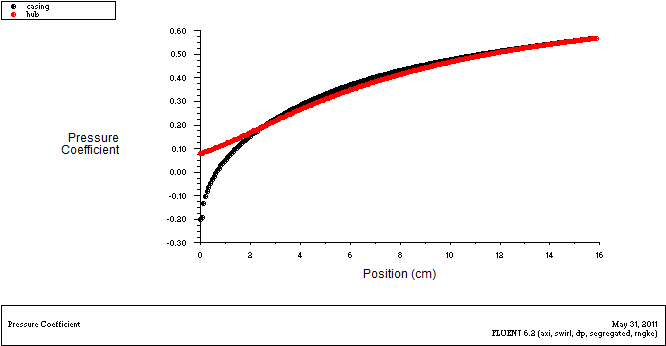 casing
hub
0.60
0.50
0.40
0.30
0.20
0.10
0.00
-0.10
-0.20
-0.30
Pressure
Coefficient
0 2 4 6 8 10 12 14 16
Position (cm)
Pressure Coefficient
May 31, 2011
FLUENT 6.2 (axi, swirl, dp, segregated, rngke)